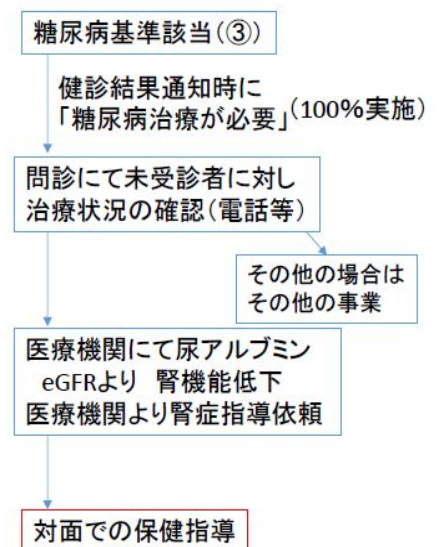 糖尿病基準該当(③)
健診結果通知時に
「糖尿病治療が必要」(100%実施)
問診にて未受診者に対し
治療状況の確認(電話等)
その他の場合は
その他の事業
医療機関にて尿アルブミン
eGFRより 腎機能低下
医療機関より腎症指導依頼
対面での保健指導